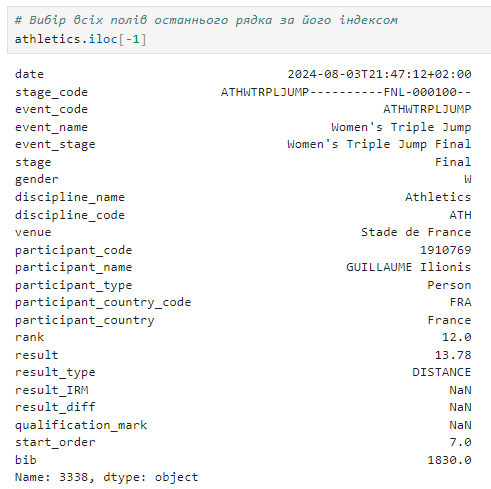 # Вибір всіх полів останнього рядка за його індексом
athletics.iloc[-1]
date 2024-08-03T21:47:12+02:00
stage_code ATHWTRPLJUMP----------FNL-000100--
event_code ATHWTRPLJUMP
event_name Women's Triple Jump
event_stage Women's Triple Jump Final
stage Final
gender W
discipline_name Athletics
discipline_code ATH
venue Stade de France
participant_code 1910769
participant_name GUILLAUME Ilionis
participant_type Person
participant_country_code FRA
participant_country France
rank 12.0
result 13.78
result_type DISTANCE
result_IRM NaN
result_diff NaN
qualification_mark NaN
start_order 7.0
bib 1830.0
Name: 3338, dtype: object